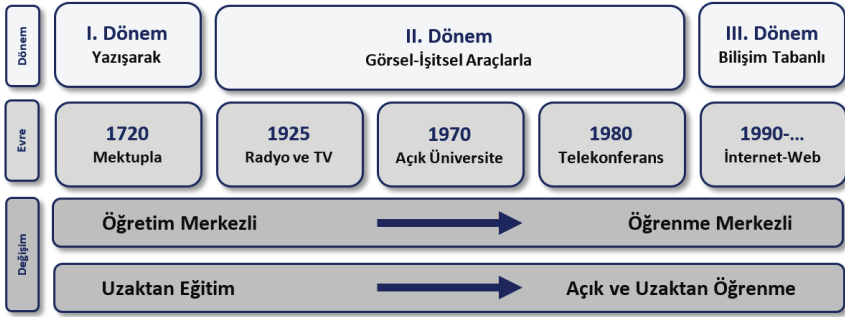 Dönem
I. Dönem
Yazışarak
II. Dönem
Görsel-İşitsel Araçlarla
III. Dönem
Bilişim Tabanlı
Evre
1720
Mektupla
1925
Radyo ve TV
1970
Açık Üniversite
1980
Telekonferans
1990-...
İnternet-Web
Değişim
Öğretim Merkezli
Öğrenme Merkezli
Uzaktan Eğitim
Açık ve Uzaktan Öğrenme